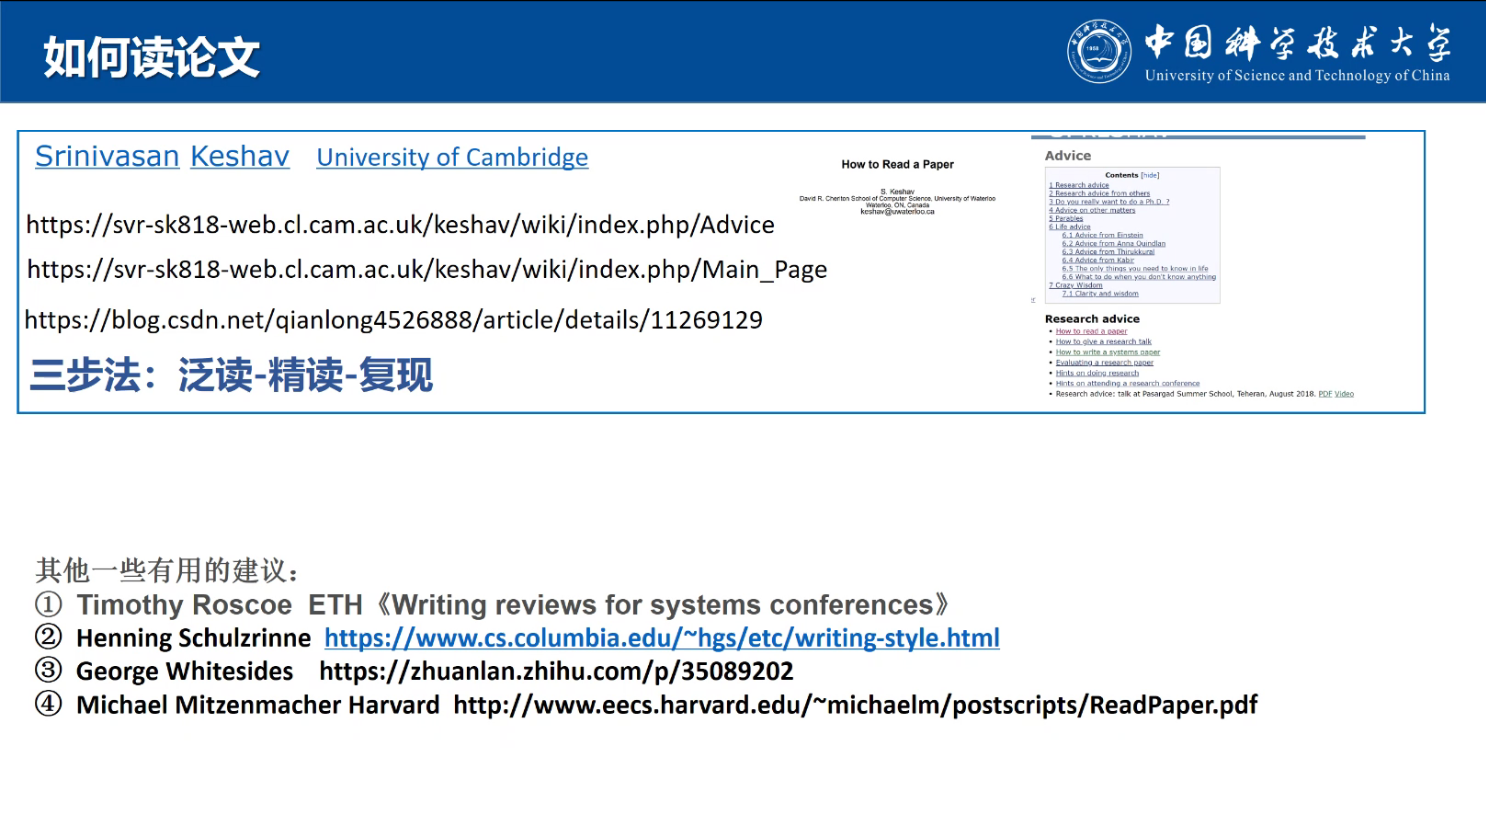 如何读论文
中国科学技术大学
University of Science and Technology of China
Srinivasan Keshav University of Cambridge
https://svr-sk818-web.cl.cam.ac.uk/keshav/wiki/index.php/Advice
https://svr-sk818-web.cl.cam.ac.uk/keshav/wiki/index.php/Main_Page
https://blog.csdn.net/qianlong4526888/article/details/11269129
三步法：泛读-精读-复现
How to Read a Paper
S. Keshav
David R. Cheriton School of Computer Science, University of Waterloo
Waterloo, ON, Canada
keshav@uwaterloo.ca
Advice
Contents [hide]
1 Research advice
2 Research advice from others
3 Do you really want to do a Ph.D. ?
4 Advice on other matters
5 Parables
6 Life advice
6.1 Advice from Einstein
6.2 Advice from Anna Quindlan
6.3 Advice from Thirukkural
6.4 Advice from Kabir
6.5 The only things you need to know in life
6.6 What to do when you don't know anything
7 Crazy Wisdom
7.1 Clarity and wisdom
Research advice
• How to read a paper
• How to give a research talk
• How to write a systems paper
• Evaluating a research paper
• Hints on doing research
• Hints on attending a research conference
• Research advice: talk at Pasargad Summer School, Teheran, August 2018. PDF Video
其他一些有用的建议：
① Timothy Roscoe ETH《Writing reviews for systems conferences》
② Henning Schulzrinne https://www.cs.columbia.edu/~hgs/etc/writing-style.html
③ George Whitesides https://zhuanlan.zhihu.com/p/35089202
④ Michael Mitzenmacher Harvard http://www.eecs.harvard.edu/~michaelm/postscripts/ReadPaper.pdf